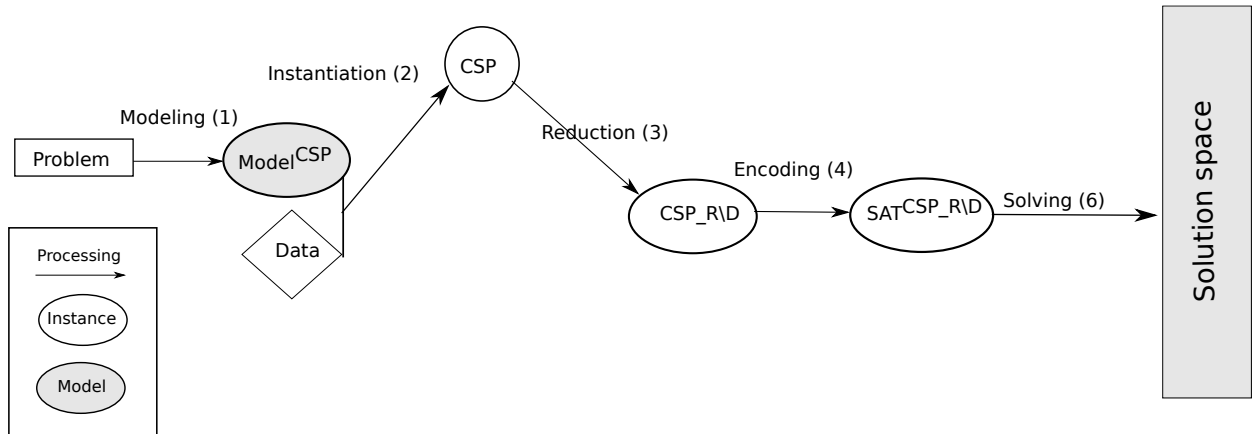 Modeling (1)
Problem
Model^CSP
Data
Instantiation (2)
CSP
Reduction (3)
CSP_R\D
Encoding (4)
SAT^CSP_R\D
Solving (6)
Solution space
Processing
Instance
Model